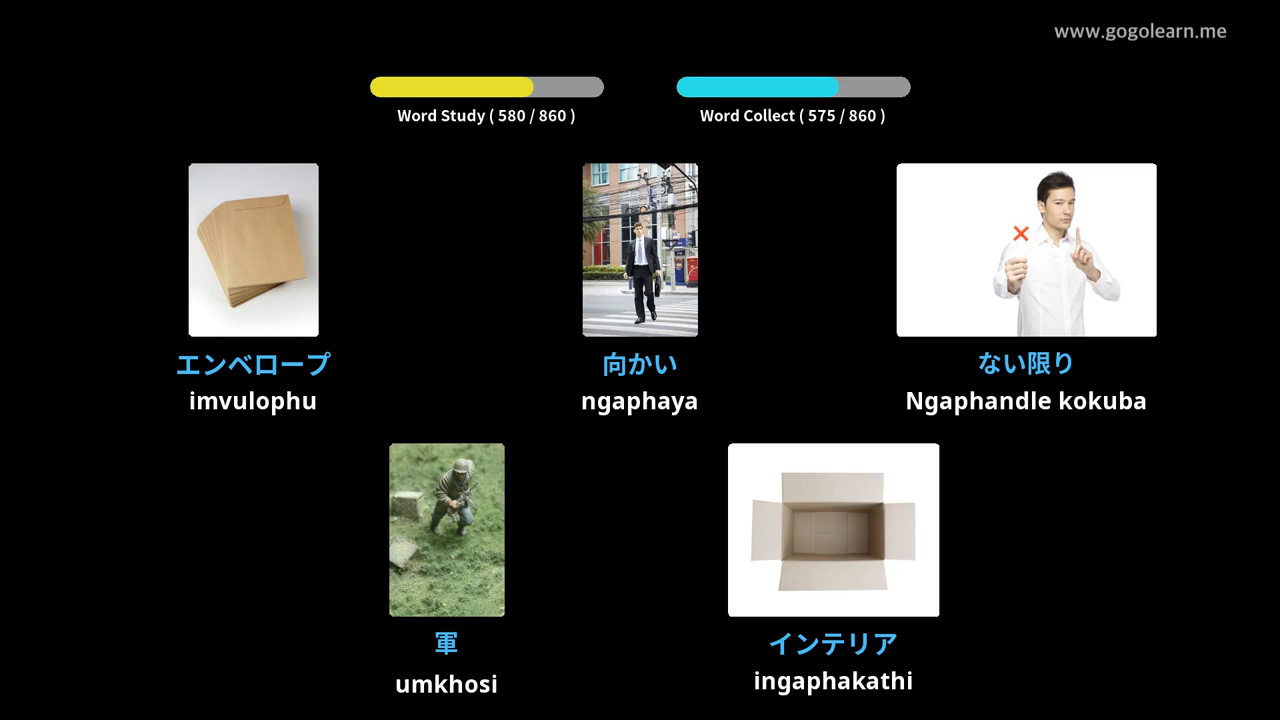 www.gogolearn.me
Word Study ( 580 / 860 )
Word Collect ( 575 / 860 )
エンベロープ
imvulophu
向かい
ngaphaya
ない限り
Ngaphandle kokuba
軍
umkhosi
インテリア
ingaphakathi